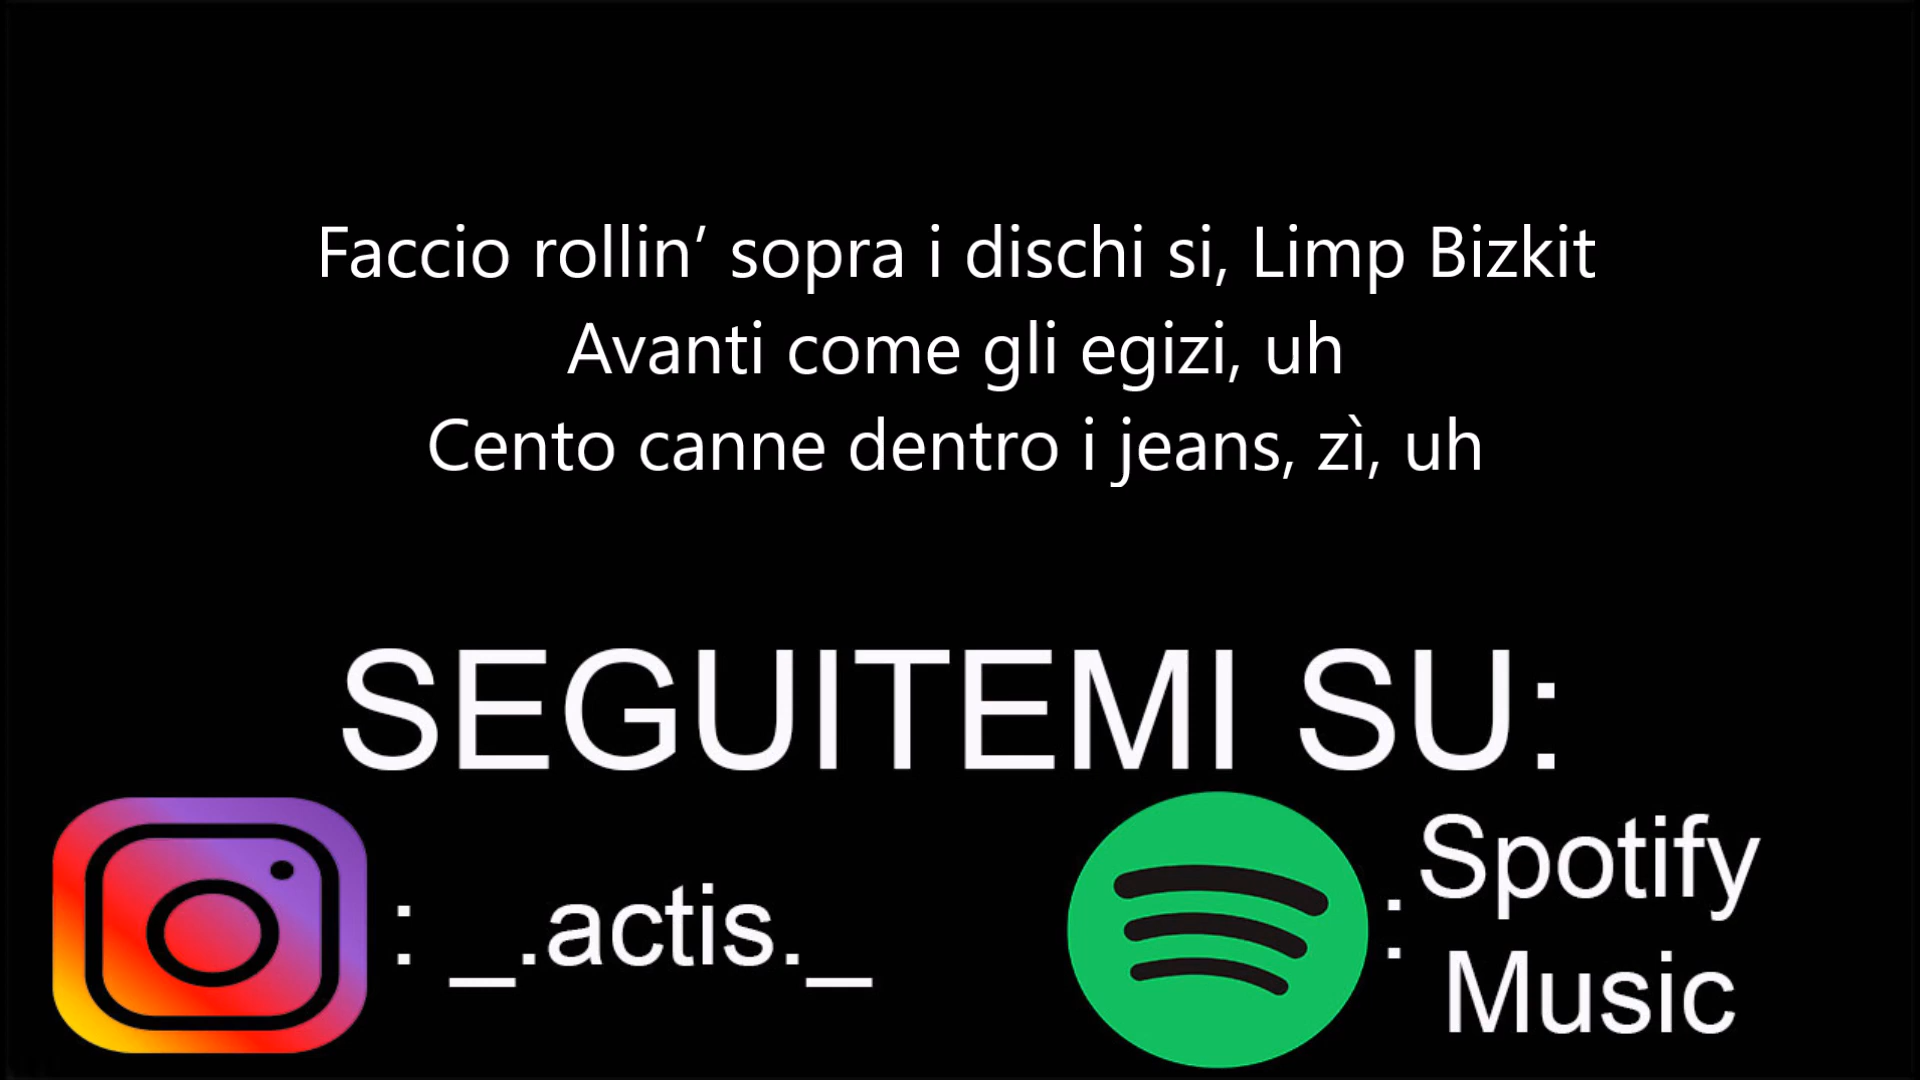 Faccio rollin’ sopra i dischi si, Limp Bizkit
Avanti come gli egizi, uh
Cento canne dentro i jeans, zì, uh
SEGUITEMI SU:
: _.actis._
: Spotify
Music